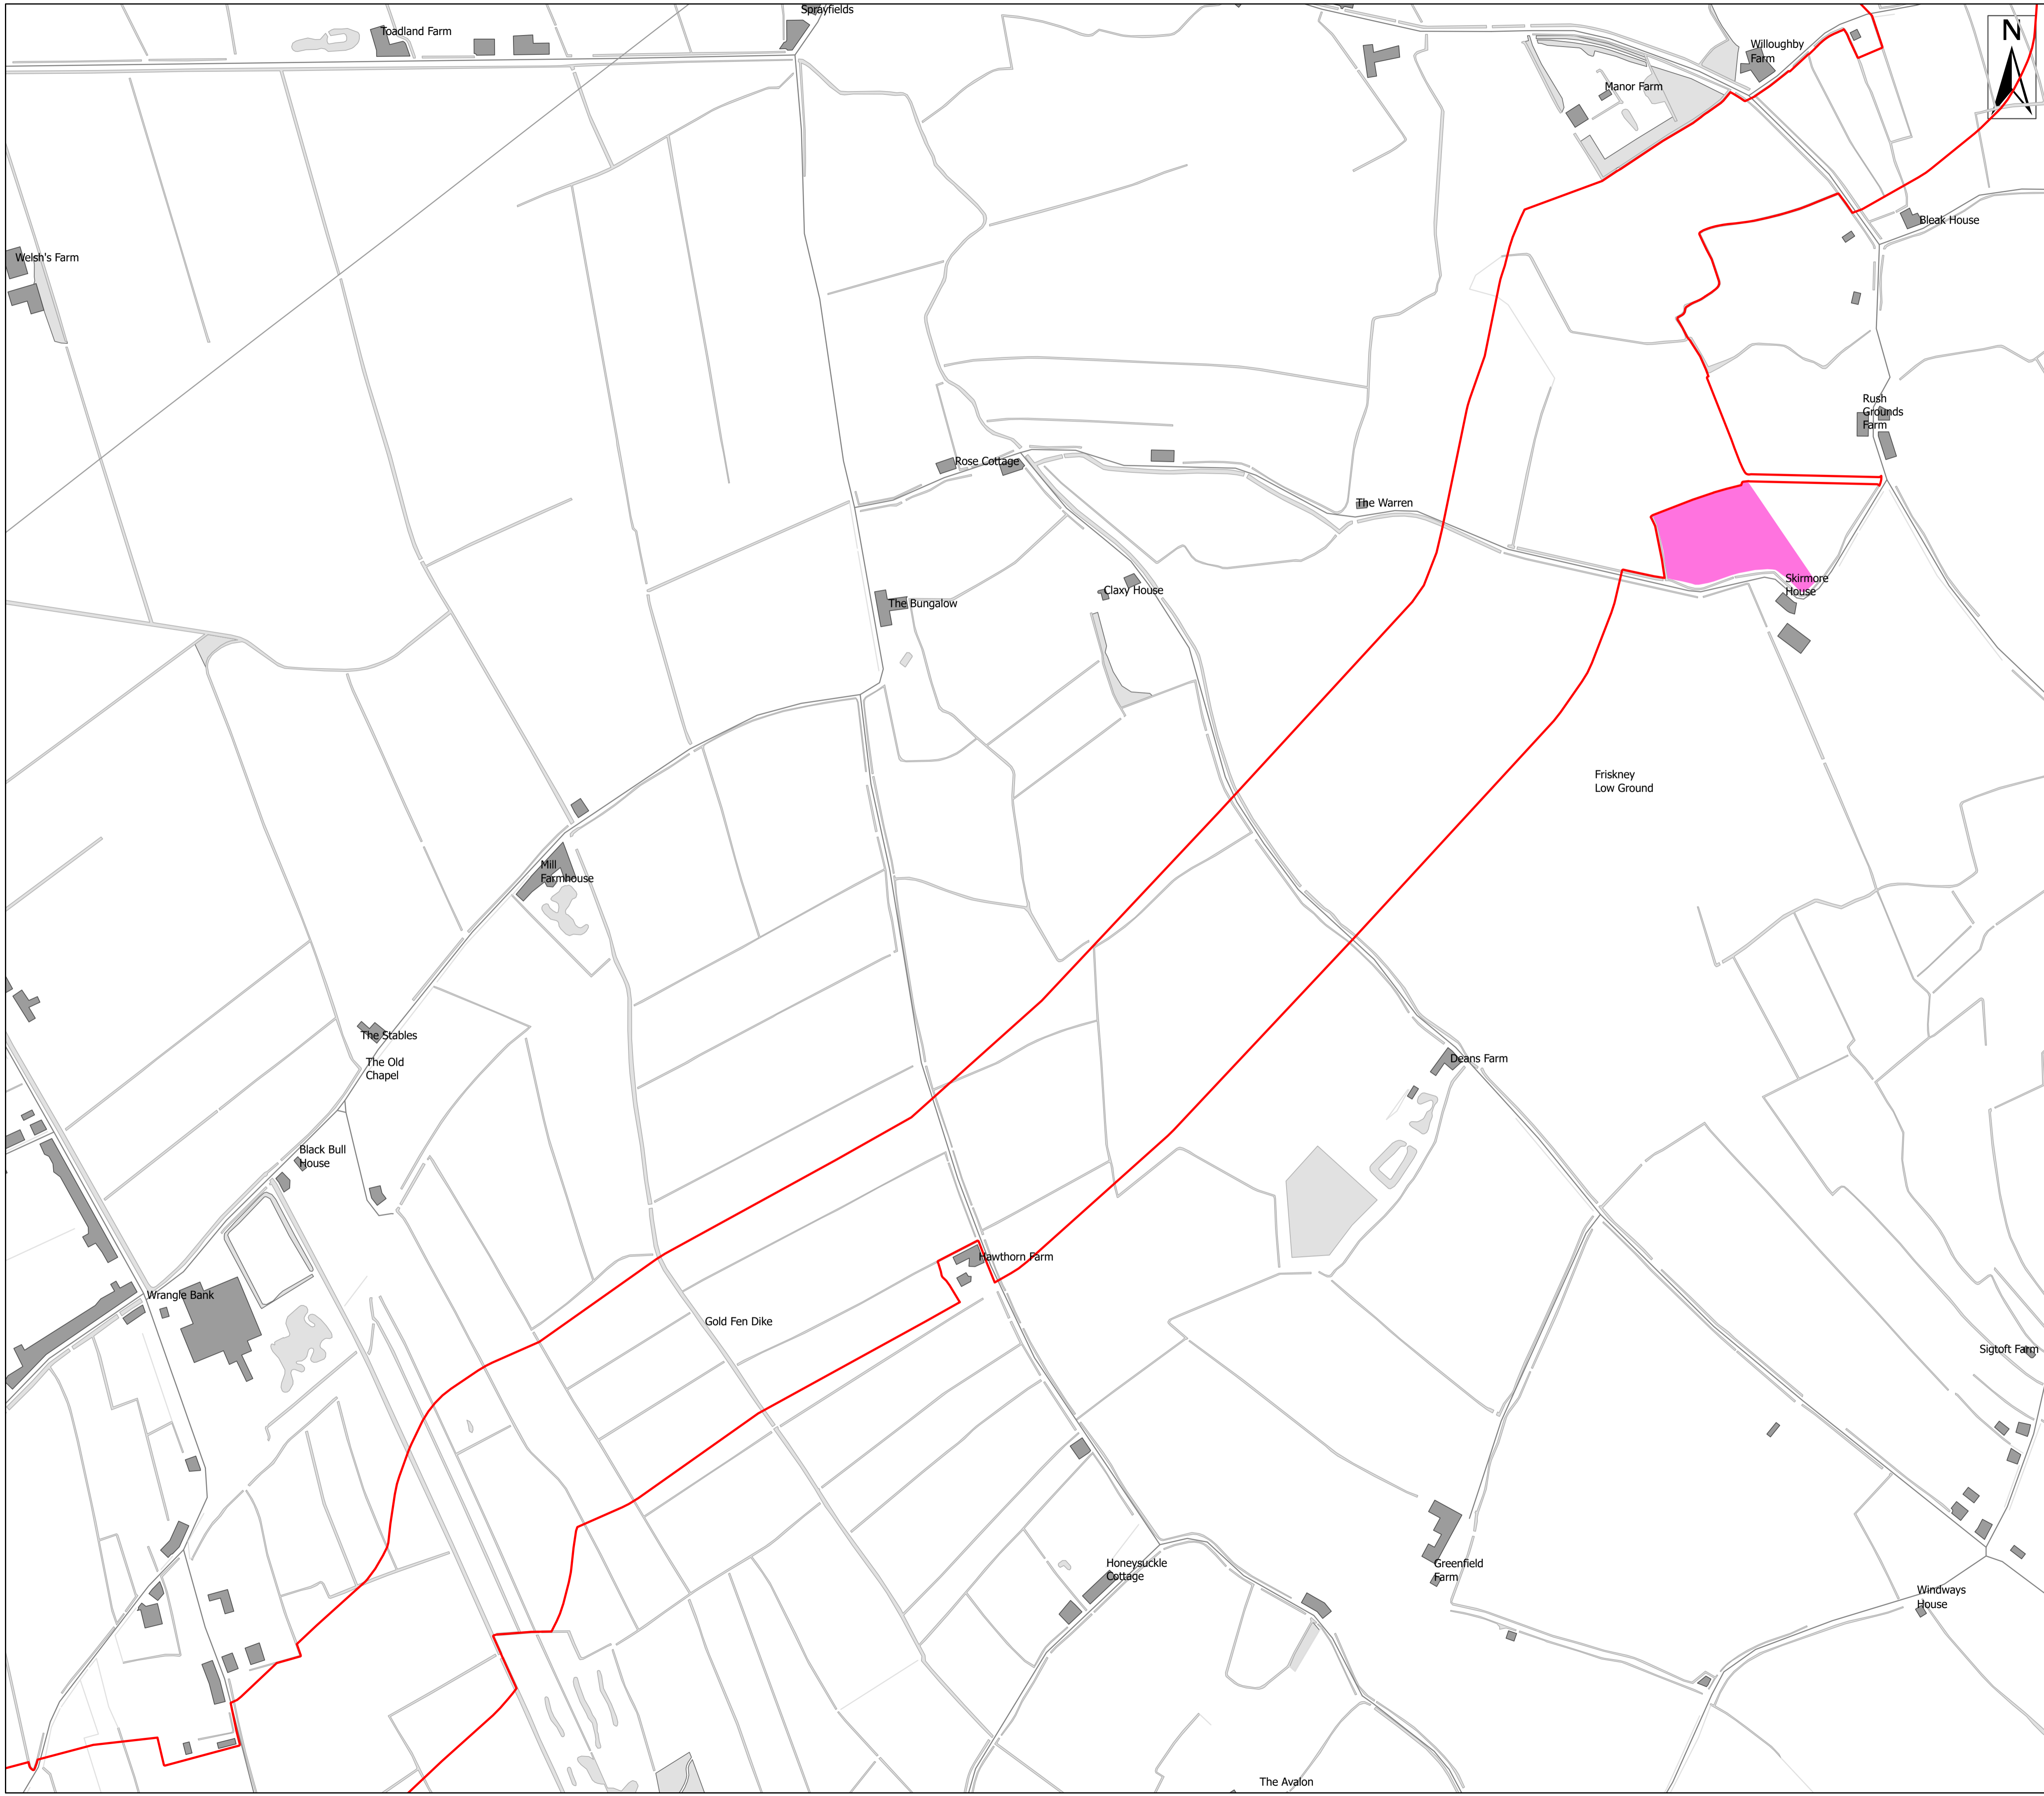 Sprayfields
Toadland Farm
N
Willoughby
Farm
Manor Farm
Bleak House
Welsh's Farm
Rush
Grounds
Farm
Rose Cottage
The Warren
Skirmore
House
Claxy House
The Bungalow
Friskney
Low Ground
Mill
Farmhouse
The Stables
The Old
Chapel
Deans Farm
Black Bull
House
Hawthorn Farm
Wrangle Bank
Gold Fen Dike
Sigtoft Farm
Honeysuckle
Cottage
Greenfield
Farm
Windways
House
The Avalon